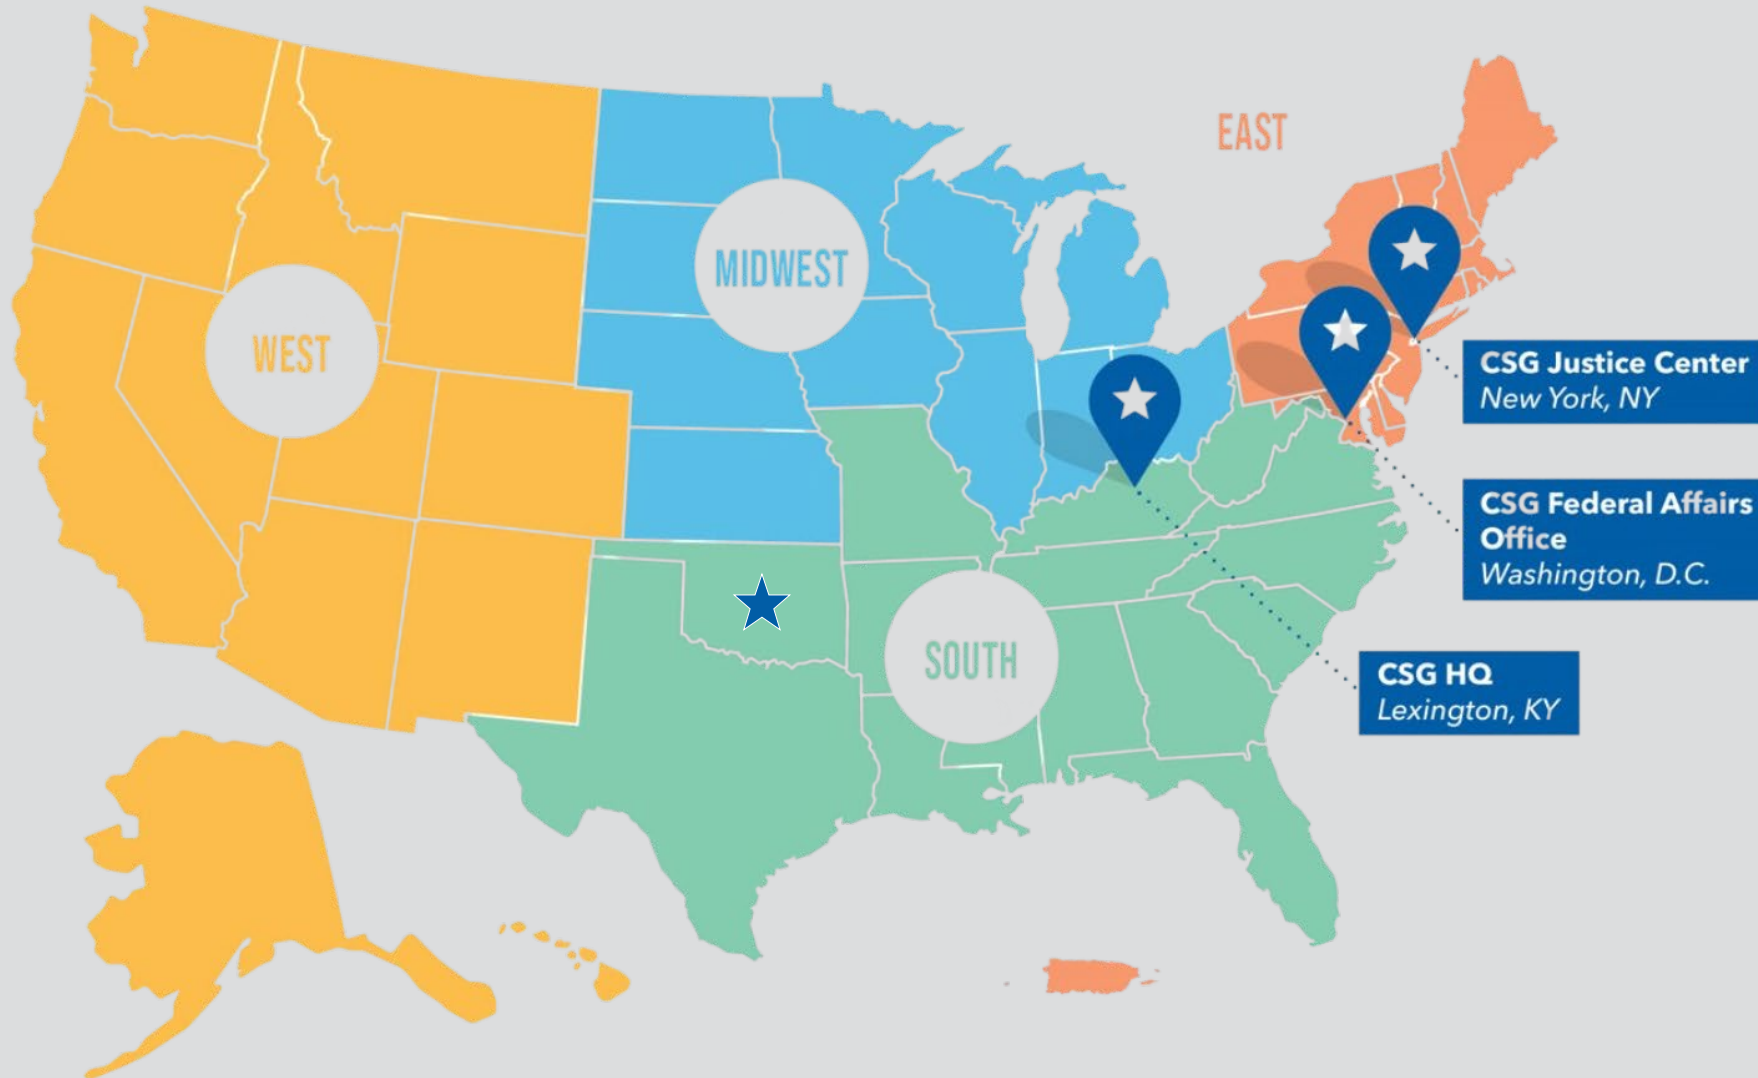 EAST
MIDWEST
WEST
CSG Justice Center
New York, NY
CSG Federal Affairs
Office
Washington, D.C.
SOUTH
CSG HQ
Lexington, KY